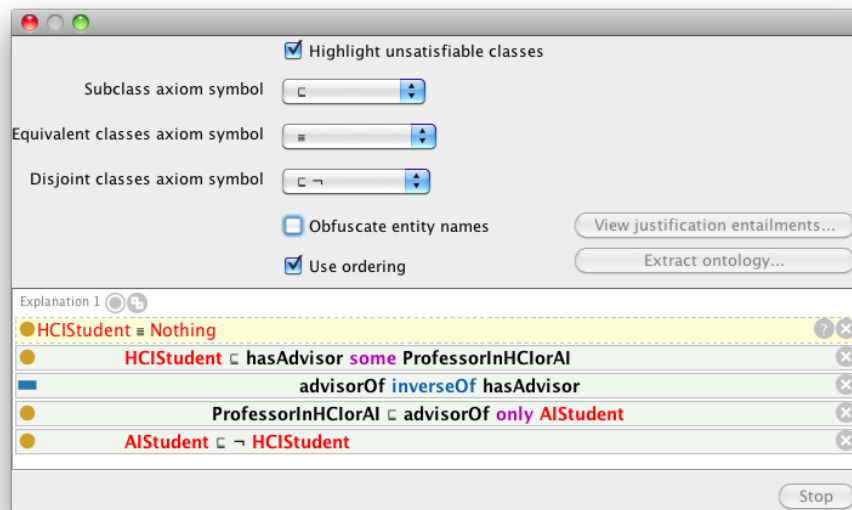 Highlight unsatisfiable classes
Subclass axiom symbol ⊑
Equivalent classes axiom symbol ≡
Disjoint classes axiom symbol ⊑ ¬
Obfuscate entity names View justification entailments...
Use ordering Extract ontology...
Explanation 1
HCIStudent ≡ Nothing ?
HCIStudent ⊑ hasAdvisor some ProfessorInHCIorAI
advisorOf inverseOf hasAdvisor
ProfessorInHCIorAI ⊑ advisorOf only AIStudent
AIStudent ⊑ ¬ HCIStudent
Stop